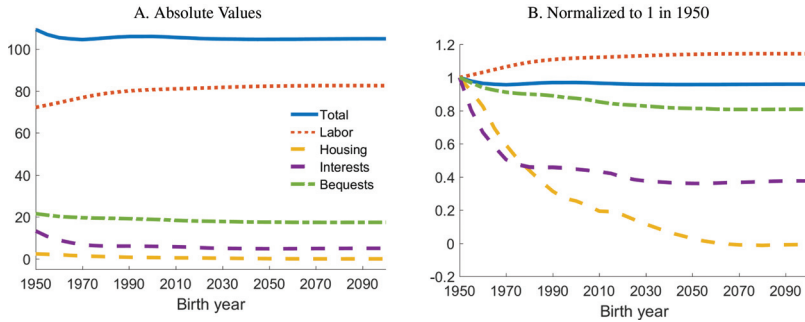 A. Absolute Values
100
80
60
40
20
0
1950 1970 1990 2010 2030 2050 2070 2090
Birth year
Total
Labor
Housing
Interests
Bequests
B. Normalized to 1 in 1950
1.2
1
0.8
0.6
0.4
0.2
0
-0.2
1950 1970 1990 2010 2030 2050 2070 2090
Birth year